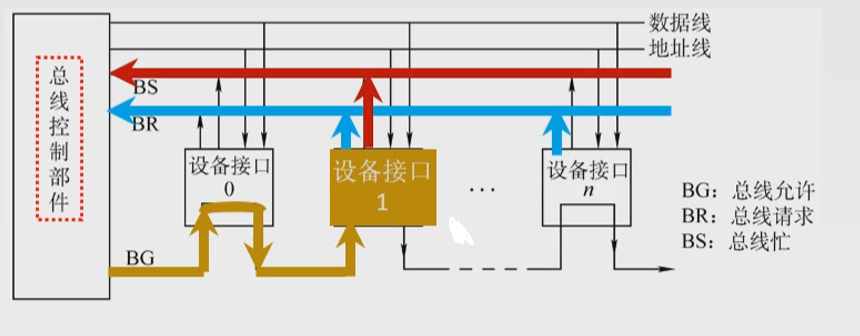 数据线
地址线
总线控制部件
BS
BR
设备接口
0
设备接口
1
···
设备接口
n
BG
BG：总线允许
BR：总线请求
BS：总线忙